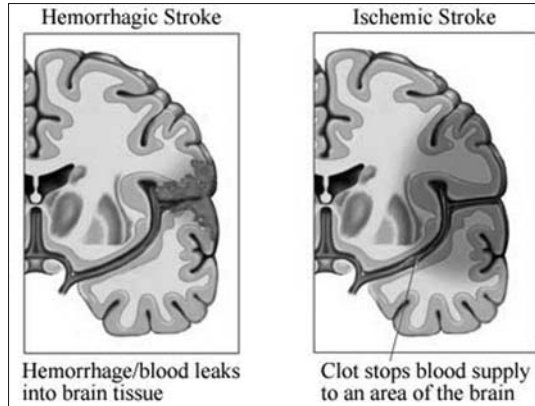 Hemorrhagic Stroke
Ischemic Stroke
Hemorrhage/blood leaks
into brain tissue
Clot stops blood supply
to an area of the brain